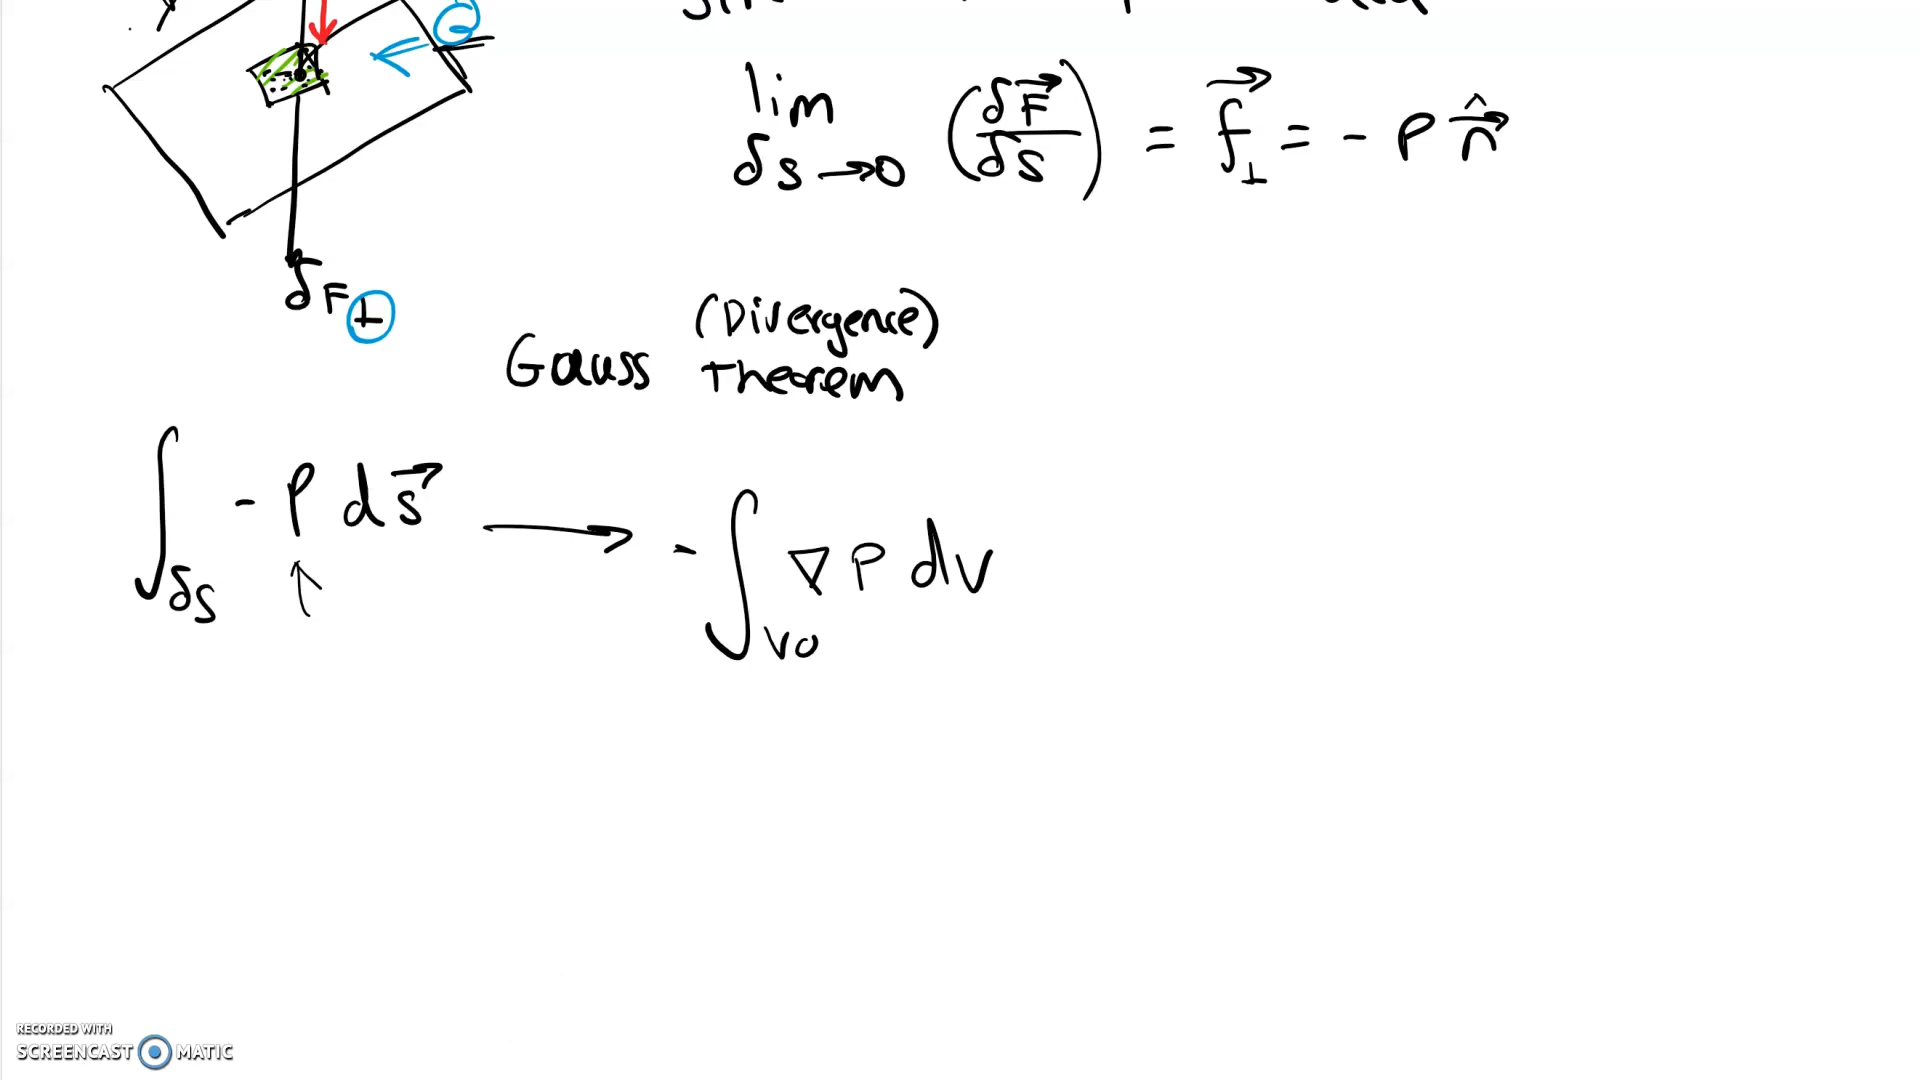 lim (δF⃗/δs) = f⃗⊥ = - P n̂⃗
δs→0
δF⊥
(Divergence)
Gauss Theorem
∫δs - P ds⃗ ⟶ - ∫vo ∇P dv
RECORDED WITH
SCREENCAST MATIC